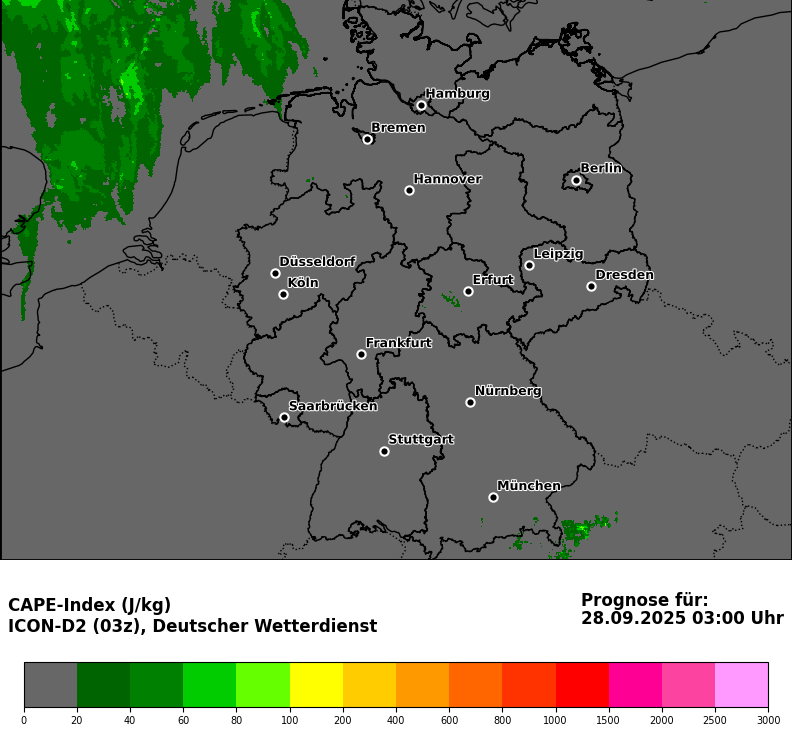 Hamburg
Bremen
Berlin
Hannover
Leipzig
Düsseldorf
Dresden
Erfurt
Köln
Frankfurt
Nürnberg
Saarbrücken
Stuttgart
München
CAPE-Index (J/kg)
ICON-D2 (03z), Deutscher Wetterdienst
Prognose für:
28.09.2025 03:00 Uhr
0 20 40 60 80 100 200 400 600 800 1000 1500 2000 2500 3000